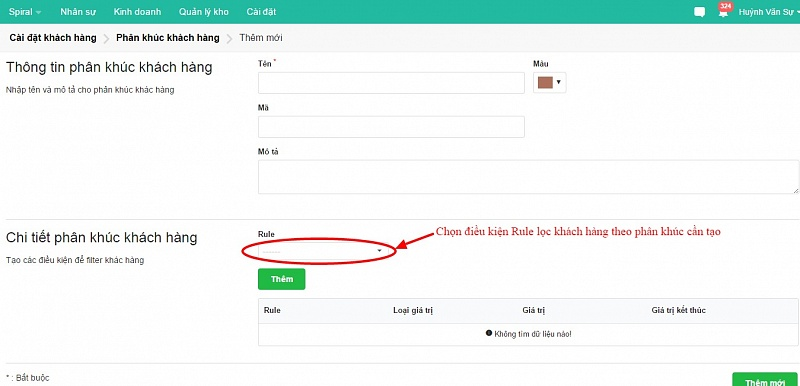 Spiral Nhân sự Kinh doanh Quản lý kho Cài đặt 324 Huỳnh Văn Sự
Cài đặt khách hàng Phân khúc khách hàng Thêm mới
Thông tin phân khúc khách hàng
Nhập tên và mô tả cho phân khúc khác hàng
Tên *
Màu
Mã
Mô tả
Chi tiết phân khúc khách hàng
Tạo các điều kiện để filter khác hàng
Rule
Chọn điều kiện Rule lọc khách hàng theo phân khúc cần tạo
Thêm
Rule Loại giá trị Giá trị Giá trị kết thúc
Không tìm dữ liệu nào!
* : Bắt buộc
Thêm mới